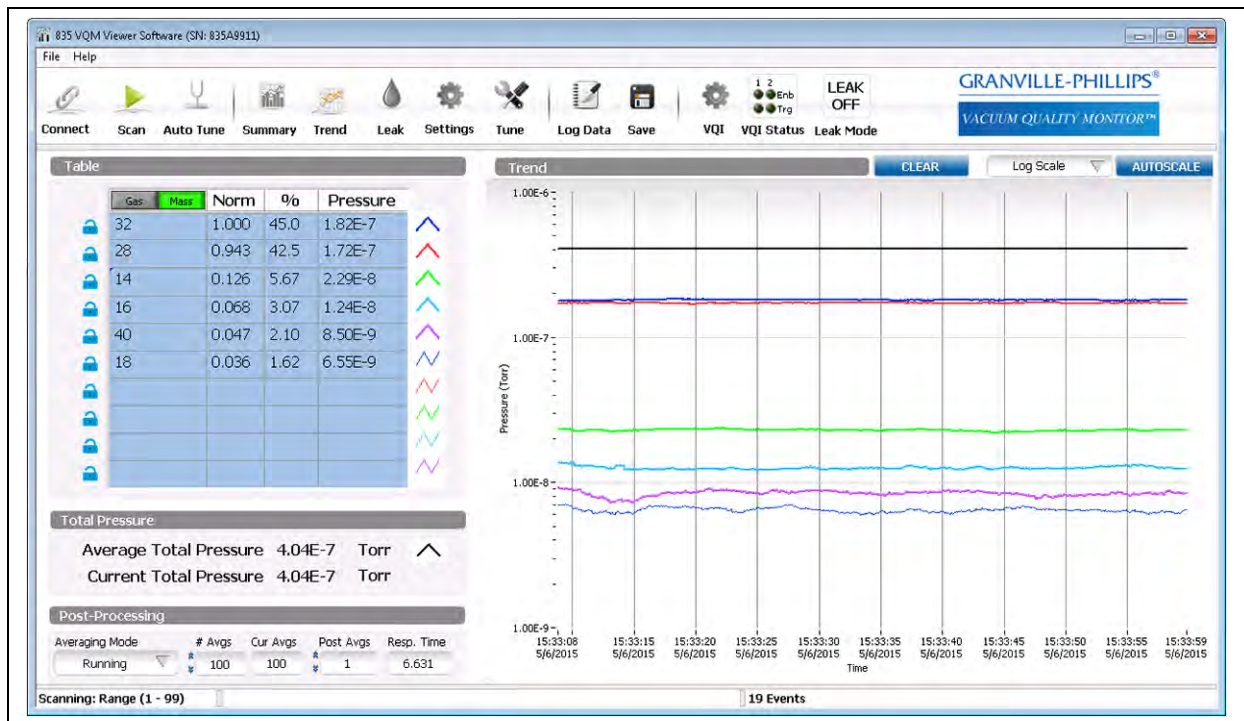 835 VQM Viewer Software (SN: 835A9911)
File Help
Connect Scan Auto Tune Summary Trend Leak Settings Tune Log Data Save VQI VQI Status Leak Mode
1 2
Enb
Trg
LEAK
OFF
GRANVILLE-PHILLIPS®
VACUUM QUALITY MONITOR™
Table
Gas Mass Norm % Pressure
32 1.000 45.0 1.82E-7
28 0.943 42.5 1.72E-7
14 0.126 5.67 2.29E-8
16 0.068 3.07 1.24E-8
40 0.047 2.10 8.50E-9
18 0.036 1.62 6.55E-9
Total Pressure
Average Total Pressure 4.04E-7 Torr
Current Total Pressure 4.04E-7 Torr
Post-Processing
Averaging Mode # Avgs Cur Avgs Post Avgs Resp. Time
Running 100 100 1 6.631
Trend CLEAR Log Scale AUTOSCALE
1.00E-6
1.00E-7
1.00E-8
1.00E-9
Pressure (Torr)
15:33:08 15:33:15 15:33:20 15:33:25 15:33:30 15:33:35 15:33:40 15:33:45 15:33:50 15:33:55 15:33:59
5/6/2015 5/6/2015 5/6/2015 5/6/2015 5/6/2015 5/6/2015 5/6/2015 5/6/2015 5/6/2015 5/6/2015 5/6/2015
Time
Scanning: Range (1 - 99) 19 Events